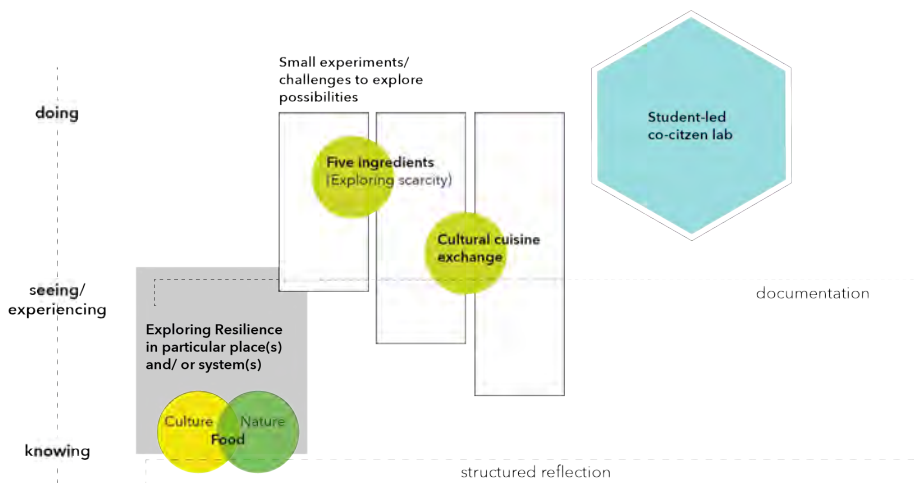 Small experiments/
challenges to explore
possibilities
doing
Student-led
co-citzen lab
Five ingredients
(Exploring scarcity)
Cultural cuisine
exchange
seeing/
experiencing
documentation
Exploring Resilience
in particular place(s)
and/ or system(s)
Culture
Nature
Food
knowing
structured reflection